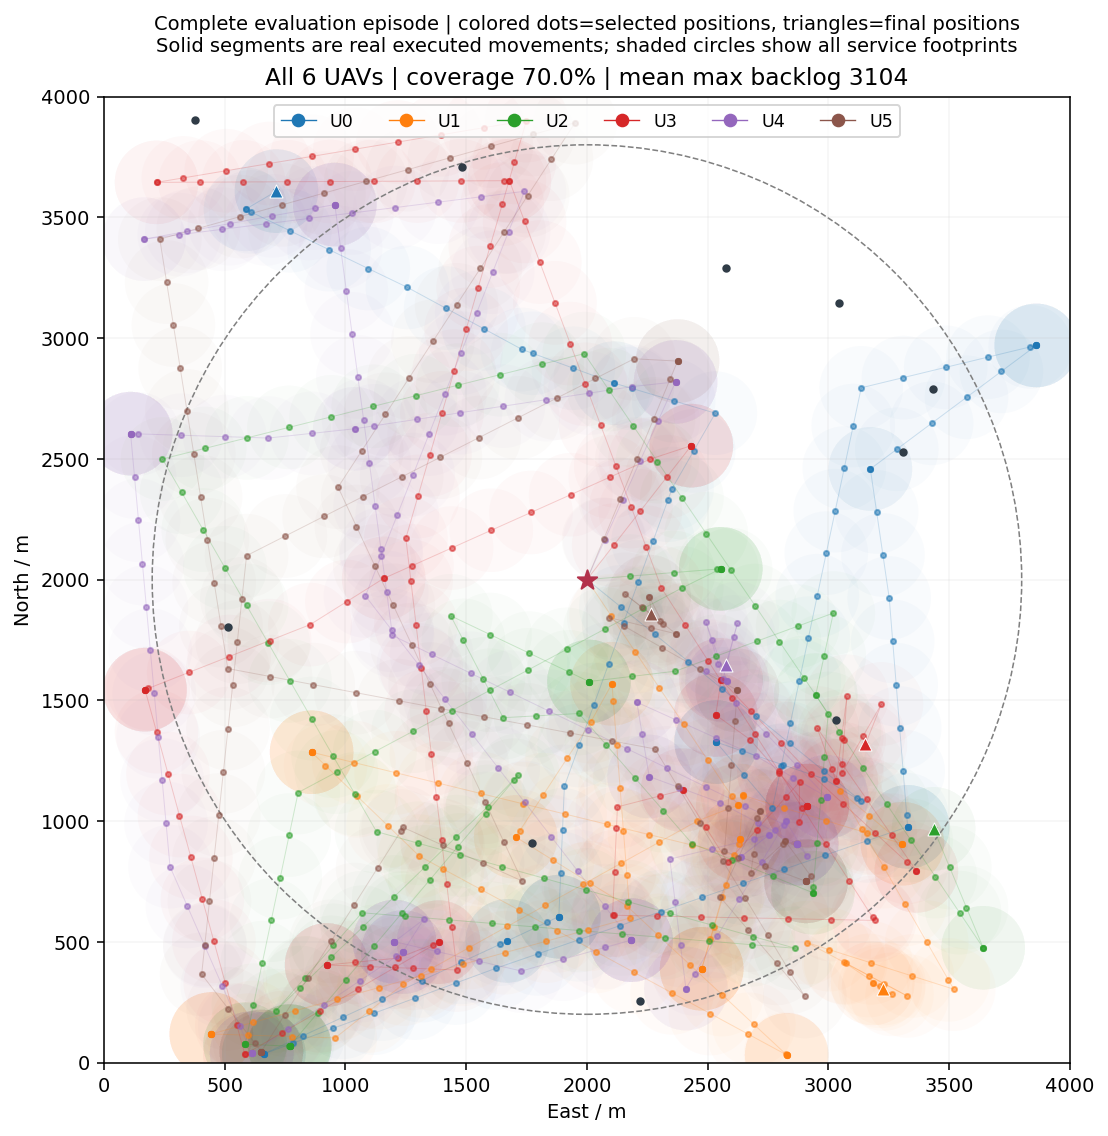 Complete evaluation episode | colored dots=selected positions, triangles=final positions
Solid segments are real executed movements; shaded circles show all service footprints
All 6 UAVs | coverage 70.0% | mean max backlog 3104
U0 U1 U2 U3 U4 U5
4000
3500
3000
2500
2000
1500
1000
500
0
North / m
0 500 1000 1500 2000 2500 3000 3500 4000
East / m